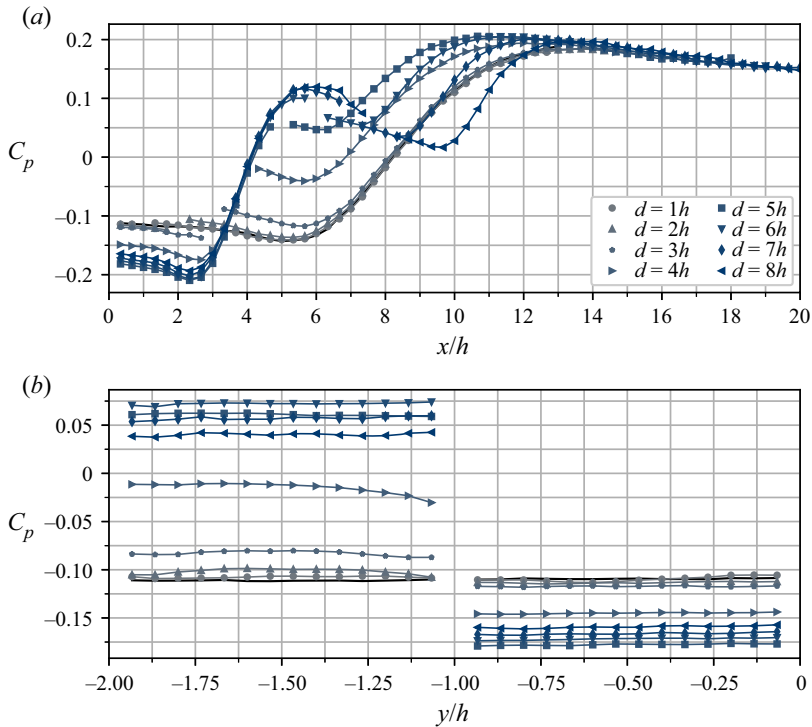 (a)
0.2
0.1
C_p
0
–0.1
–0.2
d = 1h
d = 2h
d = 3h
d = 4h
d = 5h
d = 6h
d = 7h
d = 8h
0 2 4 6 8 10 12 14 16 18 20
x/h
(b)
0.05
0
C_p
–0.05
–0.10
–0.15
–2.00 –1.75 –1.50 –1.25 –1.00 –0.75 –0.50 –0.25 0
y/h